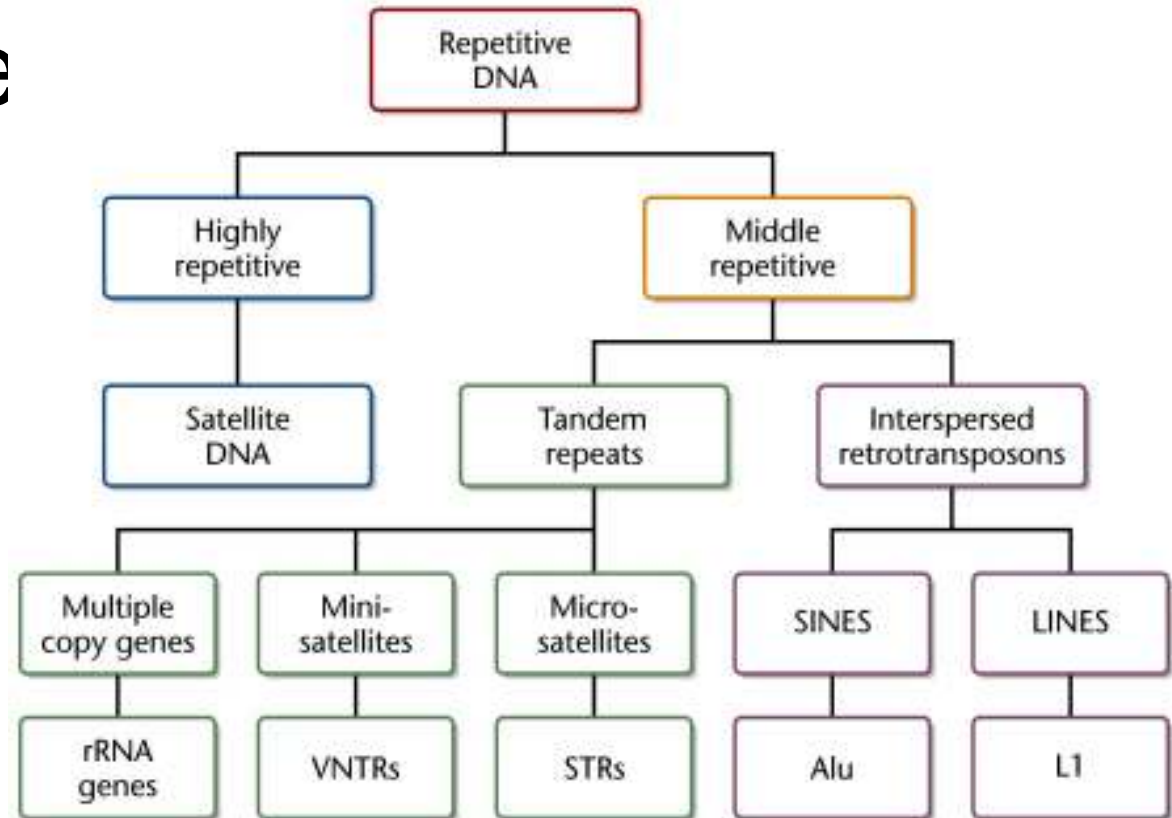 e
Repetitive
DNA
Highly
repetitive
Middle
repetitive
Satellite
DNA
Tandem
repeats
Interspersed
retrotransposons
Multiple
copy genes
Mini-
satellites
Micro-
satellites
SINES
LINES
rRNA
genes
VNTRs
STRs
Alu
L1